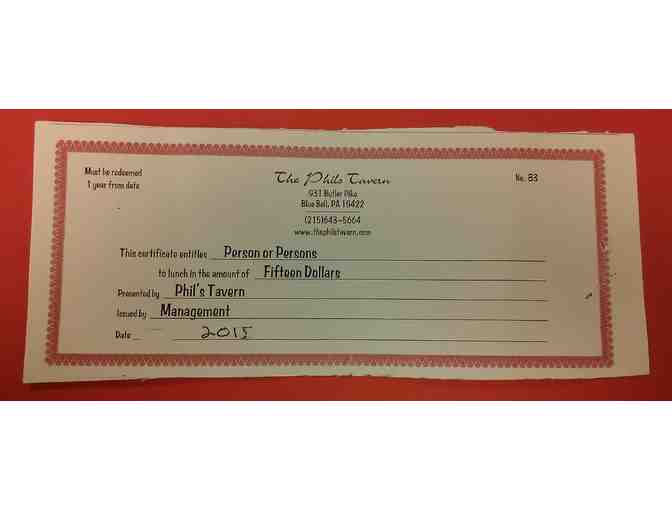 Must be redeemed
1 year from date
The Phils Tavern
No. 83
931 Butler Pike
Blue Bell, PA 19422
(215)643-5664
www.thephilstavern.com
This certificate entitles Person or Persons
to lunch in the amount of Fifteen Dollars
Presented by Phil's Tavern
Issued by Management
Date 2015